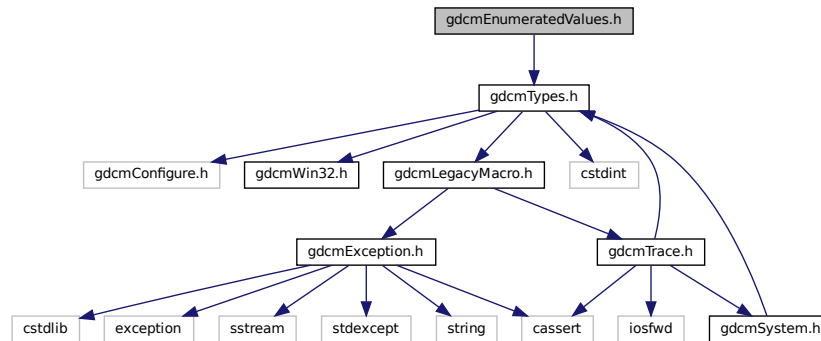 gdcmEnumeratedValues.h
gdcmTypes.h
gdcmConfigure.h
gdcmWin32.h
gdcmLegacyMacro.h
cstdint
gdcmException.h
gdcmTrace.h
cstdlib
exception
sstream
stdexcept
string
cassert
iosfwd
gdcmSystem.h